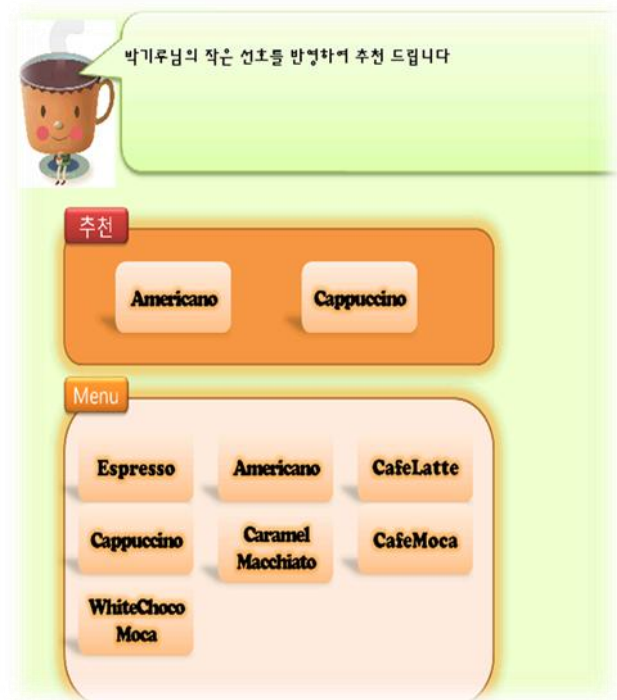 박기루님의 작은 선호를 반영하여 추천 드립니다
추천
Americano Cappuccino
Menu
Espresso Americano CafeLatte
Cappuccino Caramel Macchiato CafeMoca
WhiteChoco Moca